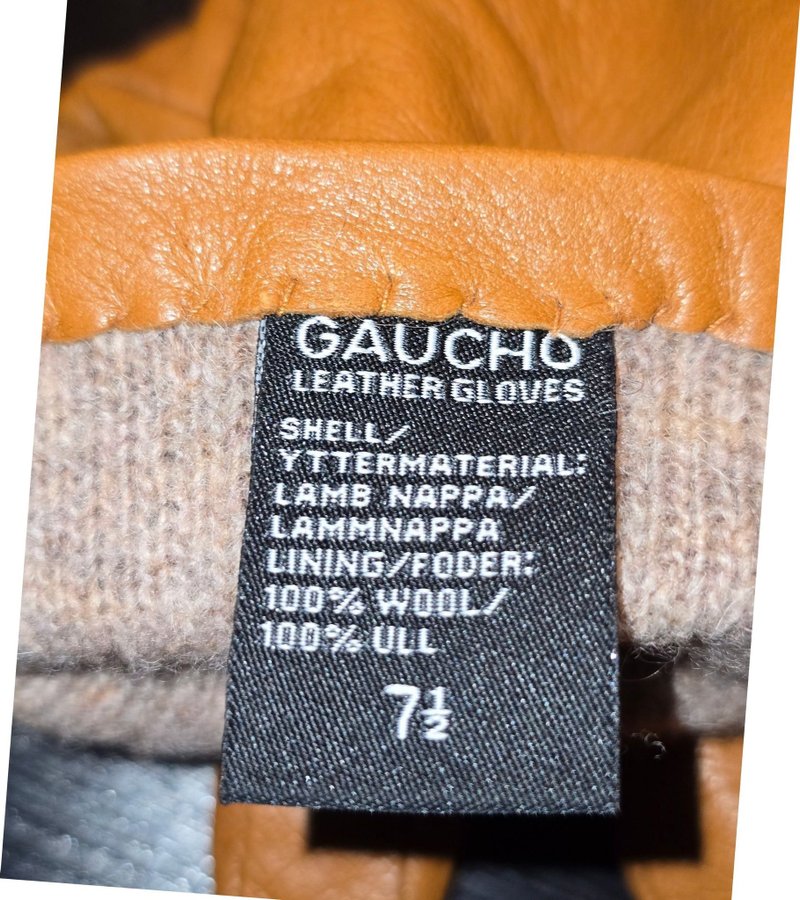 GAUCHO
LEATHER GLOVES
SHELL/
YTTERMATERIAL:
LAMB NAPPA/
LAMMNAPPA
LINING/FODER:
100% WOOL/
100% ULL
7½